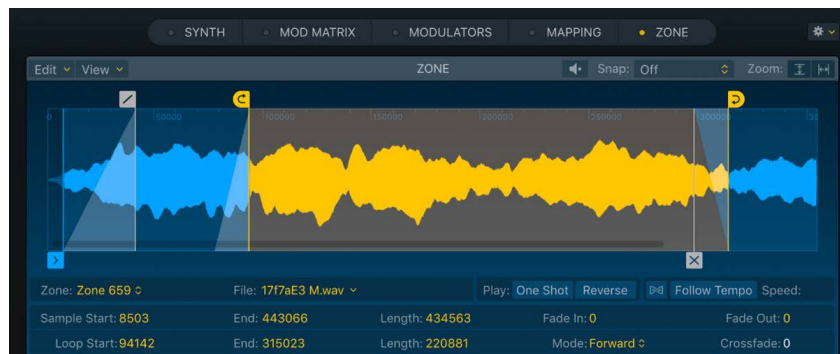 SYNTH MOD MATRIX MODULATORS MAPPING ZONE
Edit View ZONE Snap: Off Zoom:
0 50000 100000 150000 200000 250000 300000 35
Zone: Zone 659 File: 17f7aE3 M.wav Play: One Shot Reverse Follow Tempo Speed:
Sample Start: 8503 End: 443066 Length: 434563 Fade In: 0 Fade Out: 0
Loop Start: 94142 End: 315023 Length: 220881 Mode: Forward Crossfade: 0